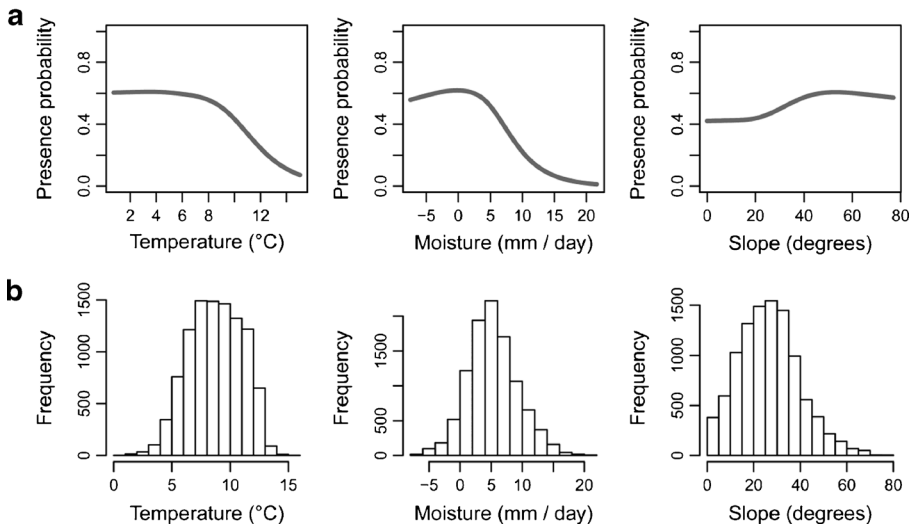 a
Presence probability
0.0 0.4 0.8
2 4 6 8 12
Temperature (°C)
Presence probability
0.0 0.4 0.8
−5 0 5 10 15 20
Moisture (mm / day)
Presence probability
0.0 0.4 0.8
0 20 40 60 80
Slope (degrees)
b
Frequency
0 500 1000 1500
0 5 10 15
Temperature (°C)
Frequency
0 500 1500
−5 0 5 10 15 20
Moisture (mm / day)
Frequency
0 500 1000 1500
0 20 40 60 80
Slope (degrees)